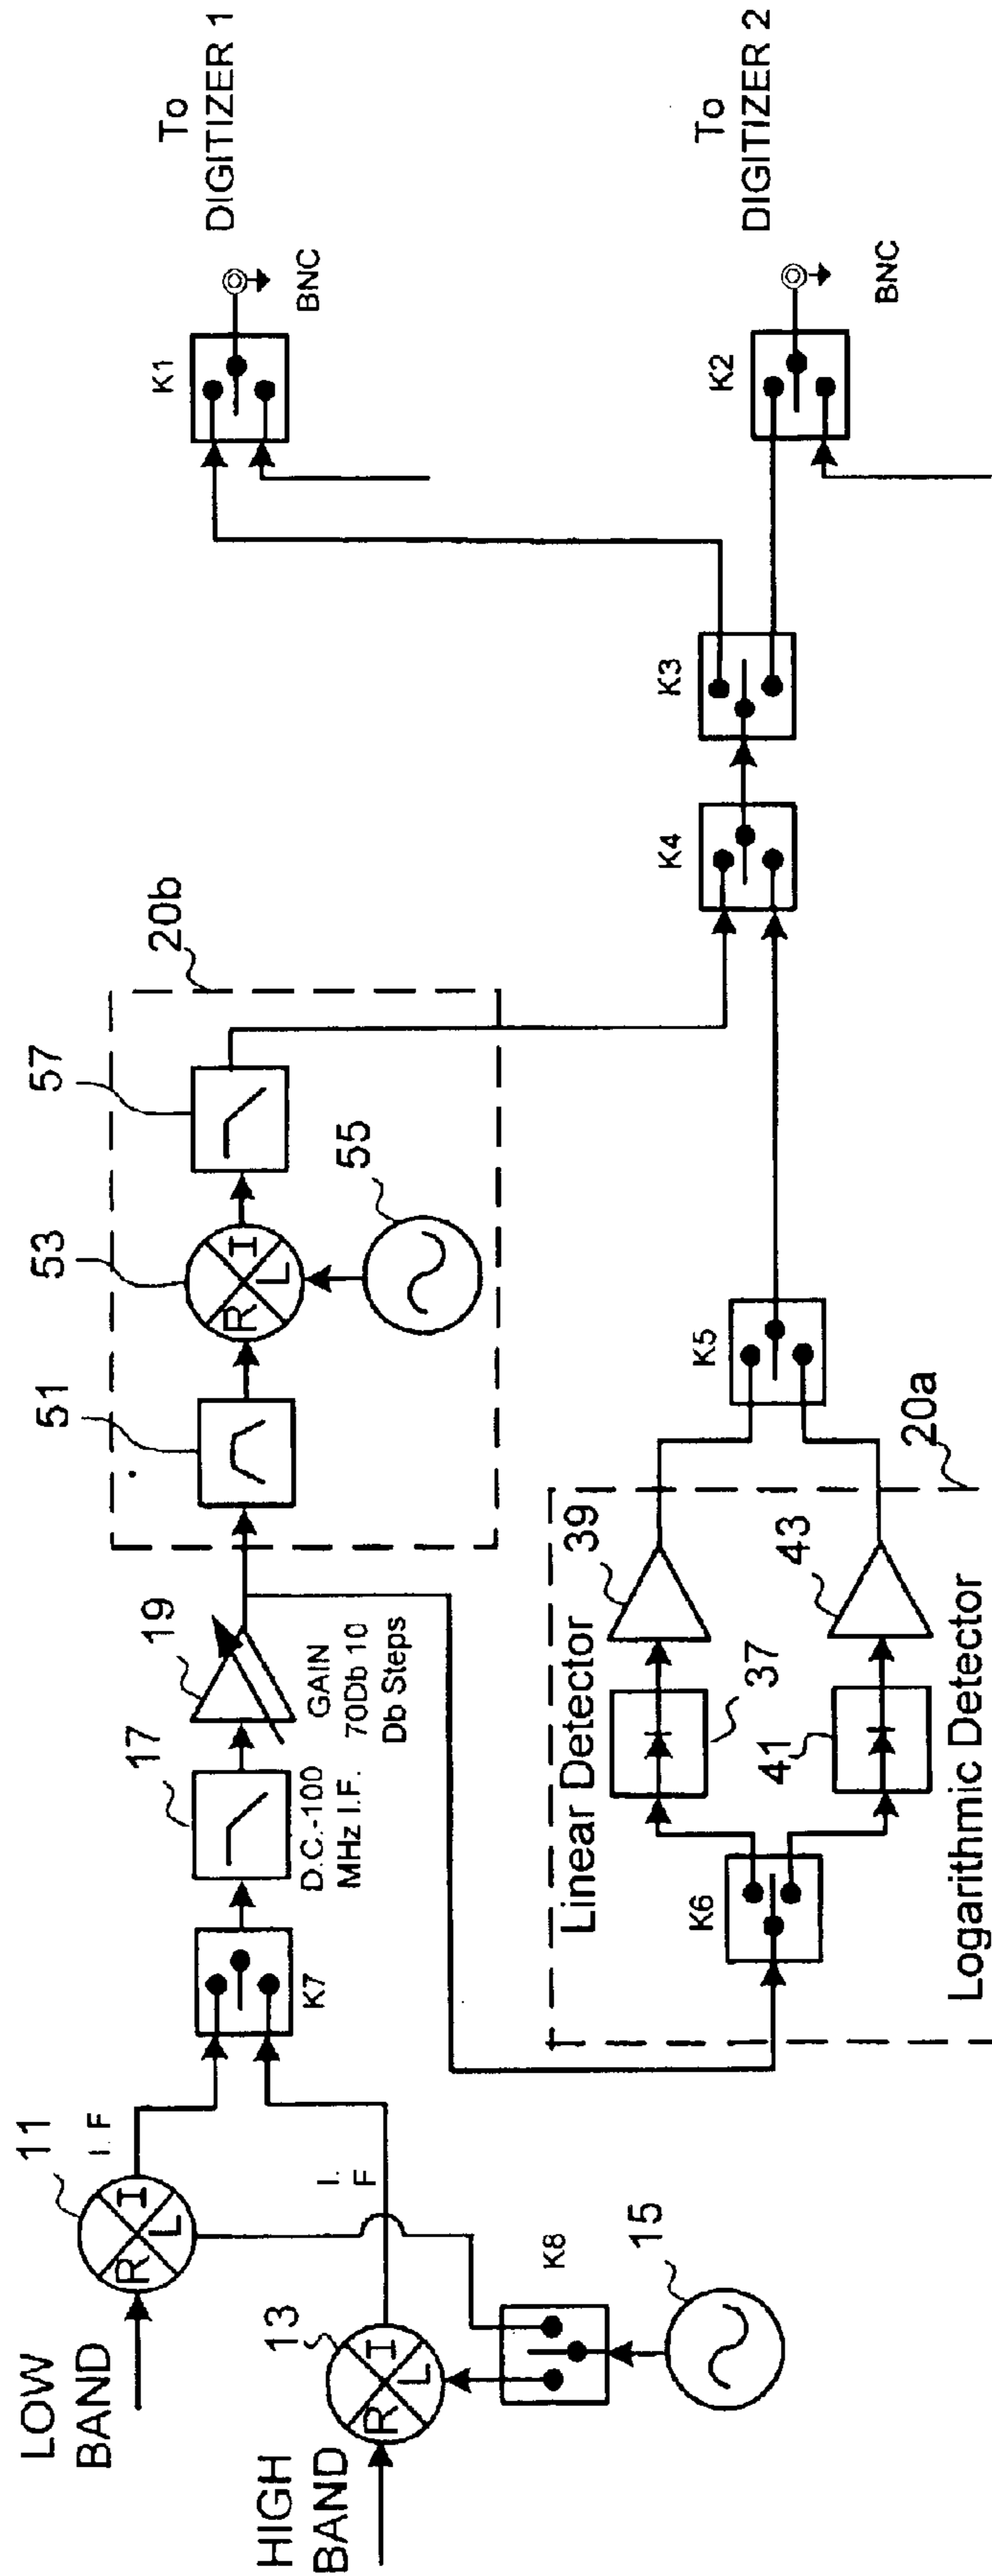 LOW
BAND
11
I. F
HIGH
BAND
13
I.
F
R
I
L
R
I
L
K8
15
K7
17
D.C.-100
MHz I.F.
19
GAIN
70Db 10
Db Steps
51
53
57
R
I
L
55
20b
K6
Linear Detector
37
39
41
43
Logarithmic Detector
20a
K5
K4
K3
K1
BNC
To
DIGITIZER 1
K2
BNC
To
DIGITIZER 2